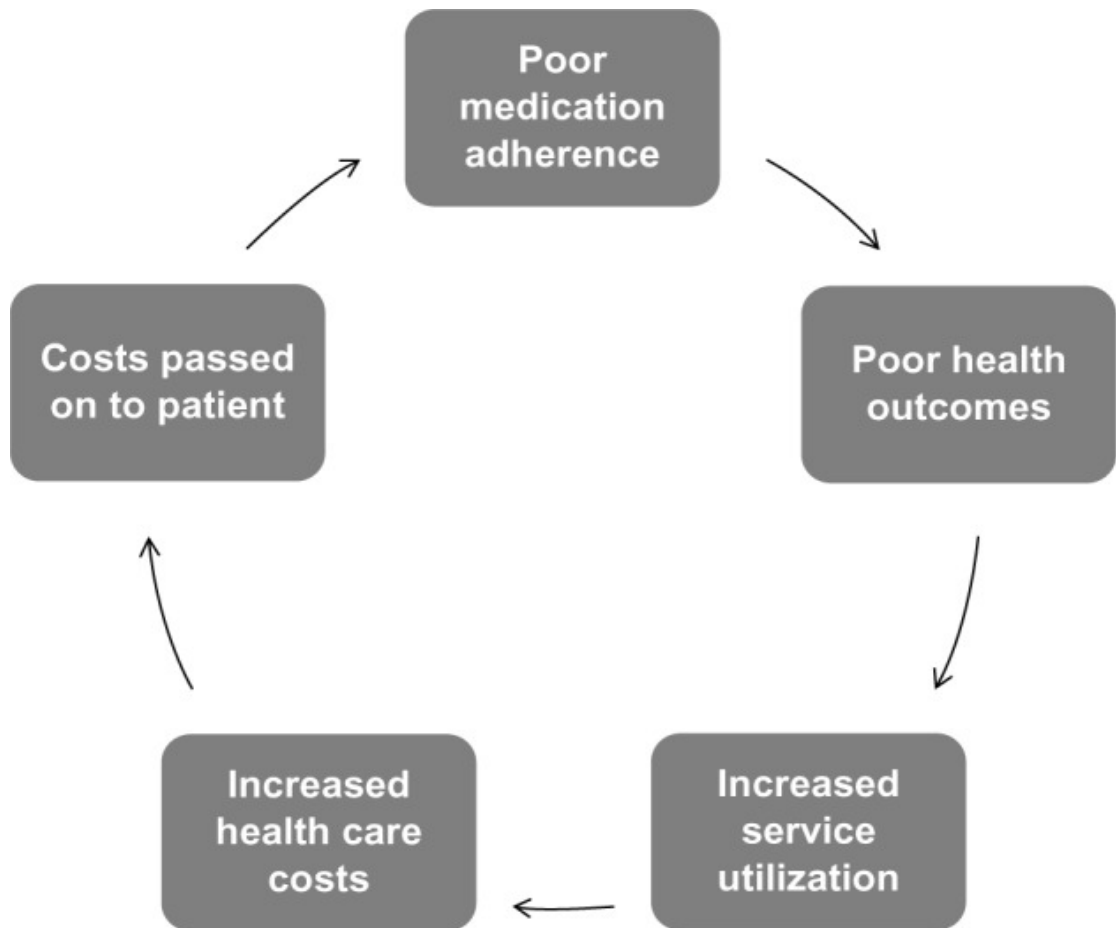 Poor
medication
adherence
Poor health
outcomes
Increased
service
utilization
Increased
health care
costs
Costs passed
on to patient